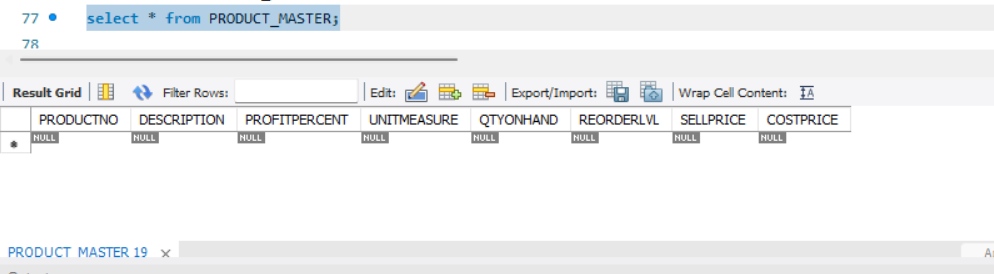 77 select * from PRODUCT_MASTER;
78
Result Grid Filter Rows: Edit: Export/Import: Wrap Cell Content: IA
PRODUCTNO DESCRIPTION PROFITPERCENT UNITMEASURE QTYONHAND REORDERLVL SELLPRICE COSTPRICE
* NULL NULL NULL NULL NULL NULL NULL NULL
PRODUCT_MASTER 19 ×